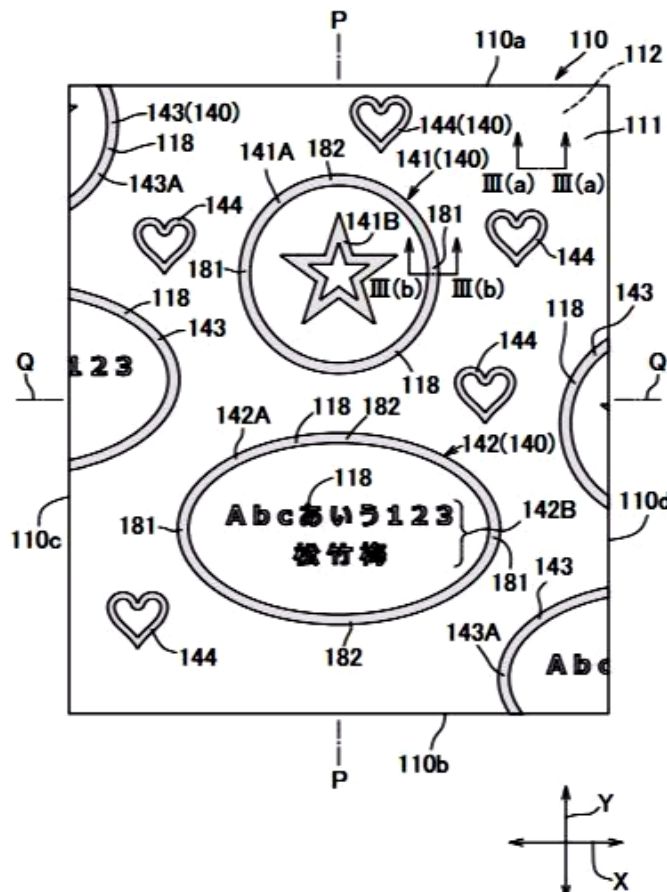 P
110a
110
112
143(140)
118
143A
144(140)
141A
182
141(140)
111
III(a) III(a)
144
141B
181
144
181
III(b) III(b)
144
118
143
118
143
123
118
144
Q
Q
142A
118
182
142(140)
118
110c
181
Abcあいう123
142B
110d
松竹梅
181
143
143A
144
182
Abc
P
110b
Y
X